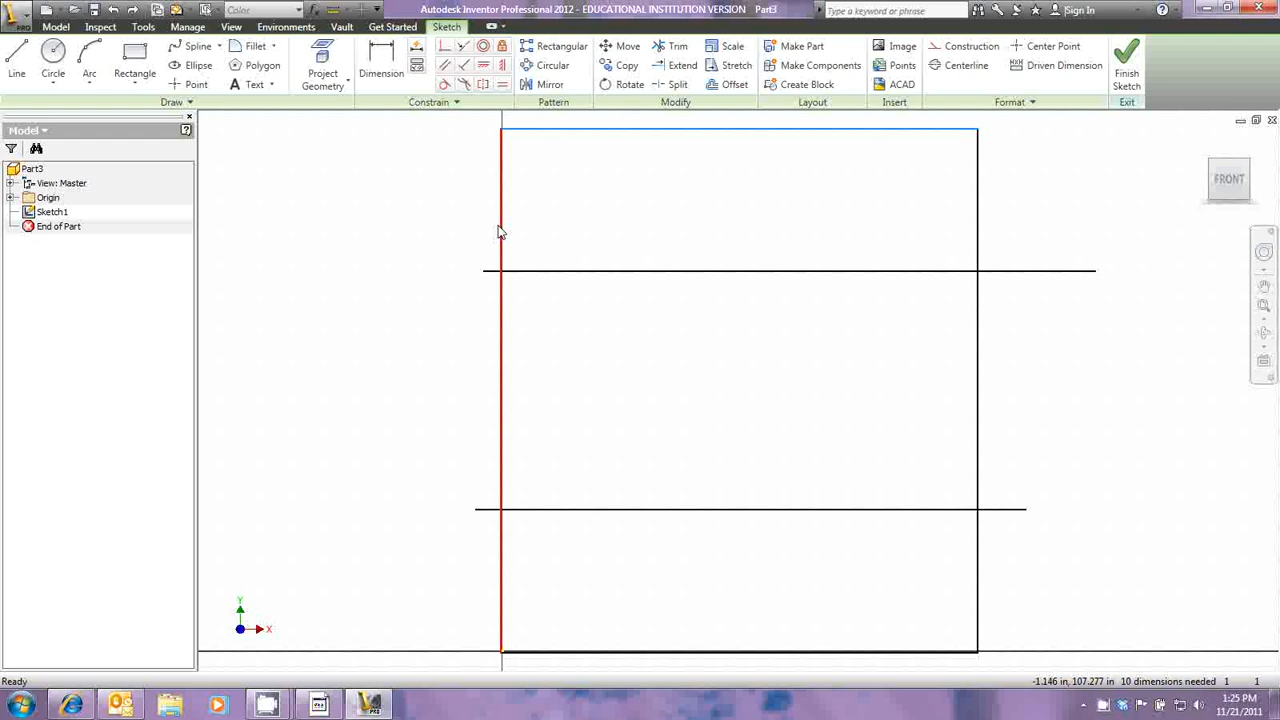 Color
Autodesk Inventor Professional 2012 - EDUCATIONAL INSTITUTION VERSION Part3
Type a keyword or phrase
Sign In
PRO
Model Inspect Tools Manage View Environments Vault Get Started Sketch
Line
Circle
Arc
Rectangle
Spline
Ellipse
Point
Fillet
Polygon
Text
Project Geometry
Dimension
Rectangular
Circular
Mirror
Move
Copy
Rotate
Trim
Extend
Split
Scale
Stretch
Offset
Make Part
Make Components
Create Block
Image
Points
ACAD
Construction
Centerline
Center Point
Driven Dimension
Finish Sketch
Draw
Constrain
Pattern
Modify
Layout
Insert
Format
Exit
Model
Part3
View: Master
Origin
Sketch1
End of Part
FRONT
Y
X
Ready
-1.146 in, 107.277 in 10 dimensions needed 1 1
1:25 PM
11/21/2011